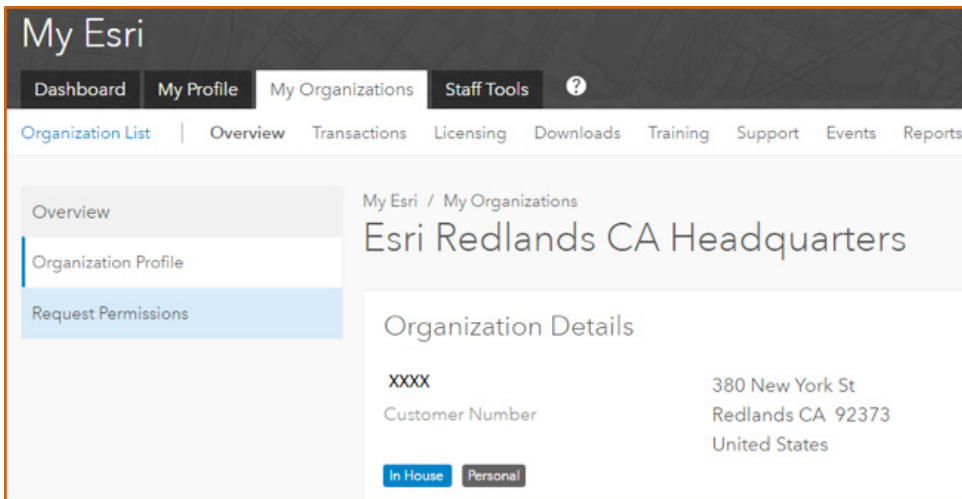 My Esri
Dashboard My Profile My Organizations Staff Tools ?
Organization List | Overview Transactions Licensing Downloads Training Support Events Reports
Overview
Organization Profile
Request Permissions
My Esri / My Organizations
Esri Redlands CA Headquarters
Organization Details
XXXX
Customer Number
380 New York St
Redlands CA 92373
United States
In House Personal